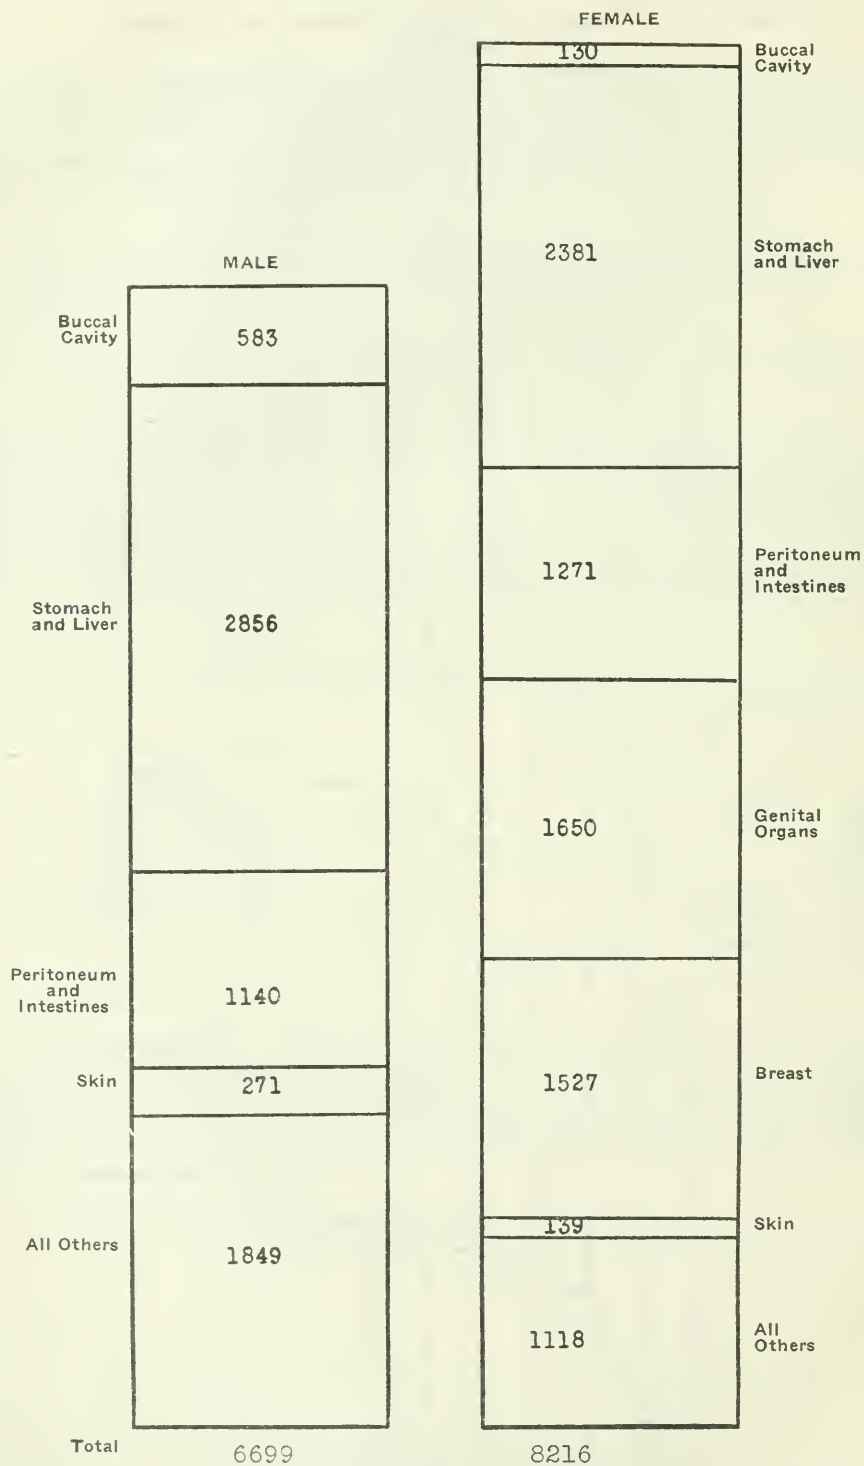 MALE
Buccal
Cavity
583
Stomach
and Liver
2856
Peritoneum
and
Intestines
1140
Skin
271
All Others
1849
Total
6699
FEMALE
130
Buccal
Cavity
2381
Stomach
and Liver
1271
Peritoneum
and
Intestines
1650
Genital
Organs
1527
Breast
139
Skin
1118
All
Others
8216